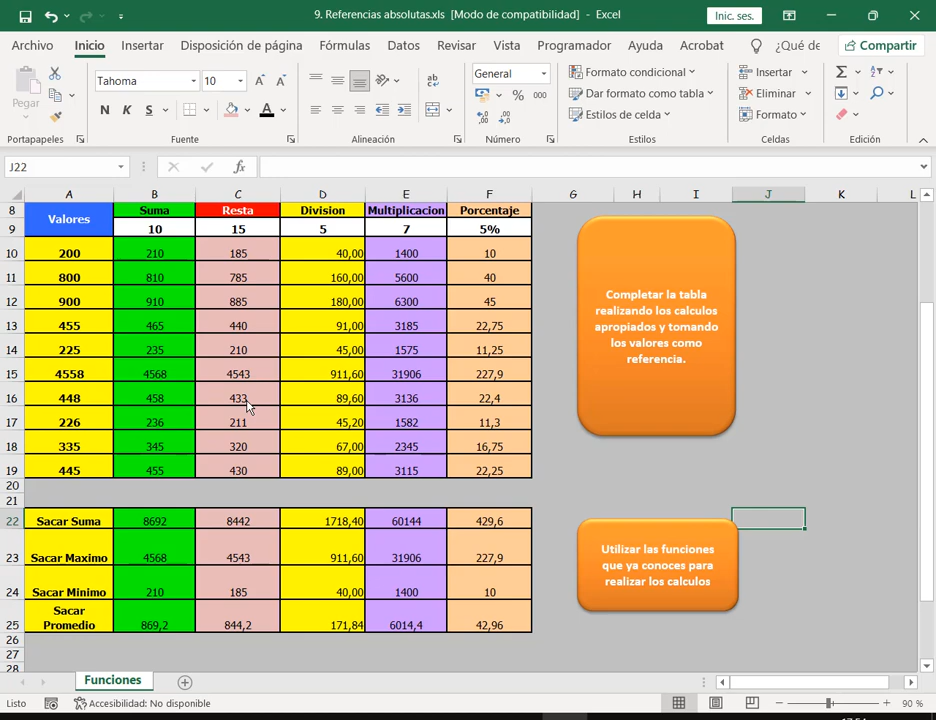 9. Referencias absolutas.xls [Modo de compatibilidad] - Excel
Inic. ses.
Archivo Inicio Insertar Disposición de página Fórmulas Datos Revisar Vista Programador Ayuda Acrobat ¿Qué de Compartir
Pegar
Tahoma 10
N K S
General
% 000
Formato condicional
Dar formato como tabla
Estilos de celda
Insertar
Eliminar
Formato
Portapapeles Fuente Alineación Número Estilos Celdas Edición
J22 fx
A B C D E F G H I J K L
8 Valores Suma Resta Division Multiplicacion Porcentaje
9 10 15 5 7 5%
10 200 210 185 40,00 1400 10
11 800 810 785 160,00 5600 40
12 900 910 885 180,00 6300 45
13 455 465 440 91,00 3185 22,75
14 225 235 210 45,00 1575 11,25
15 4558 4568 4543 911,60 31906 227,9
16 448 458 433 89,60 3136 22,4
17 226 236 211 45,20 1582 11,3
18 335 345 320 67,00 2345 16,75
19 445 455 430 89,00 3115 22,25
20
21
22 Sacar Suma 8692 8442 1718,40 60144 429,6
23 Sacar Maximo 4568 4543 911,60 31906 227,9
24 Sacar Minimo 210 185 40,00 1400 10
25 Sacar Promedio 869,2 844,2 171,84 6014,4 42,96
26
27
28
Completar la tabla
realizando los calculos
apropiados y tomando
los valores como
referencia.
Utilizar las funciones
que ya conoces para
realizar los calculos
Funciones
Listo Accesibilidad: No disponible 90 %